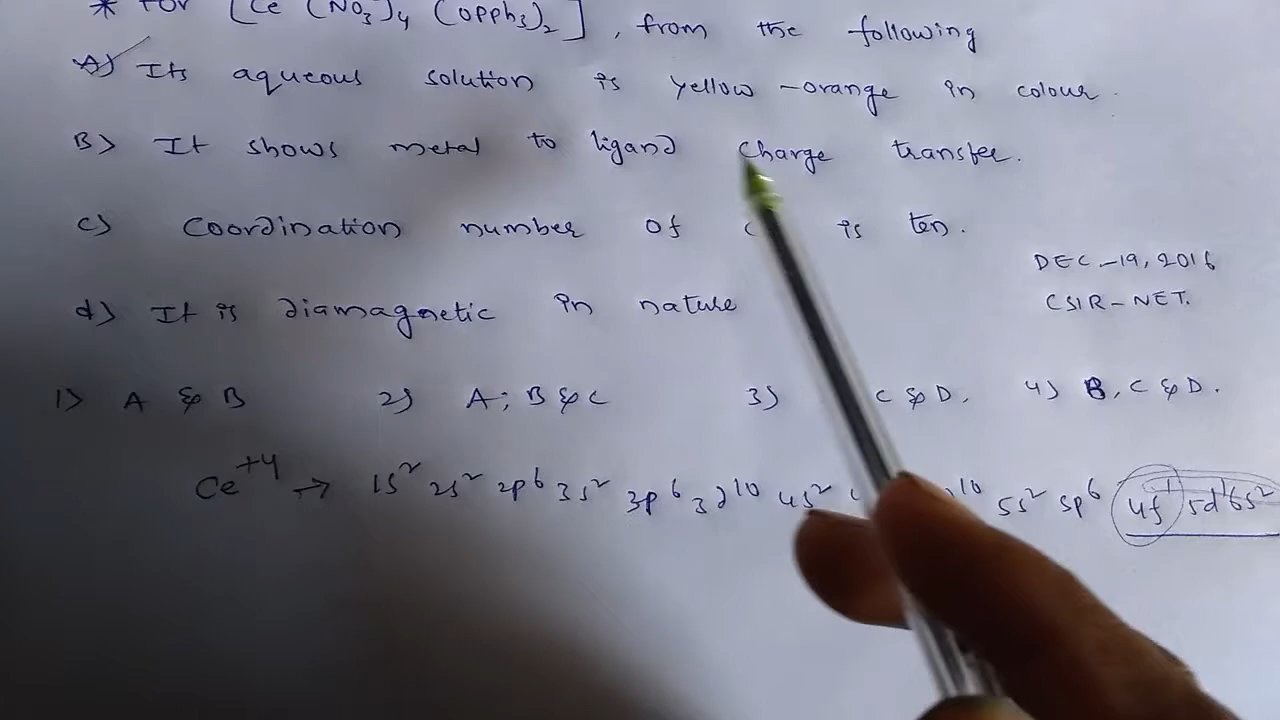 * For [Ce (NO3)4 (OPPh3)2], from the following
A) Its aqueous solution is yellow-orange in colour.
B) It shows metal to ligand charge transfer.
c) Coordination number of is ten.
d) It is diamagnetic in nature
DEC-19, 2016
CSIR-NET.
1) A & B 2) A; B & C 3) C & D. 4) B, C & D.
Ce+4 → 1s2 2s2 2p6 3s2 3p6 3d10 4s2 10 5s2 5p6 4f1 5d1 6s2